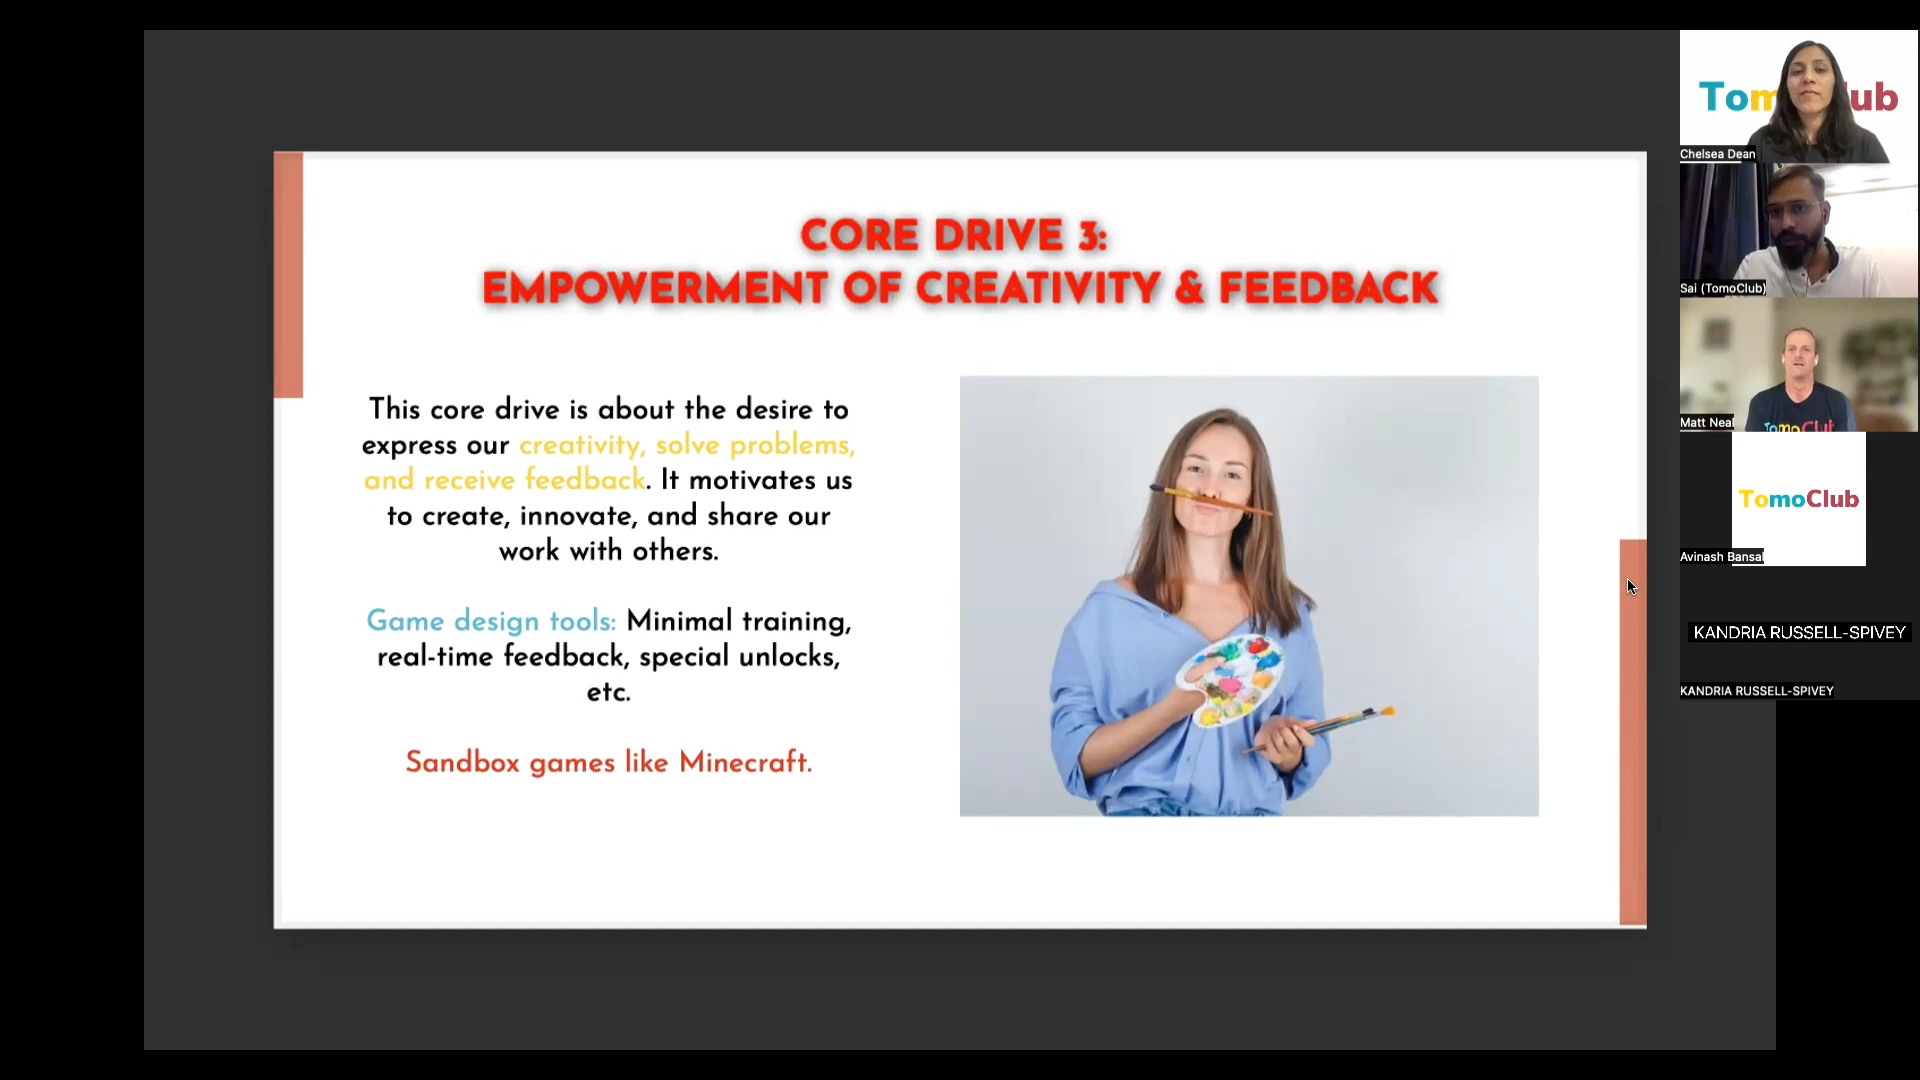 CORE DRIVE 3:
EMPOWERMENT OF CREATIVITY & FEEDBACK
This core drive is about the desire to
express our creativity, solve problems,
and receive feedback. It motivates us
to create, innovate, and share our
work with others.
Game design tools: Minimal training,
real-time feedback, special unlocks,
etc.
Sandbox games like Minecraft.
Tom lub
Chelsea Dean
Sai (TomoClub)
TomoClub
Matt Neal
TomoClub
Avinash Bansal
KANDRIA RUSSELL-SPIVEY
KANDRIA RUSSELL-SPIVEY